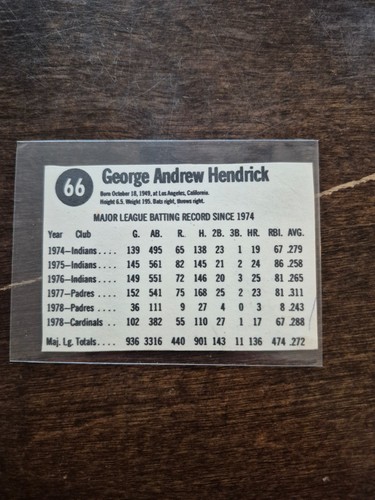 66
George Andrew Hendrick
Born October 18, 1949, at Los Angeles, California.
Height 6.5. Weight 195. Bats right, throws right.
MAJOR LEAGUE BATTING RECORD SINCE 1974
Year Club G. AB. R. H. 2B. 3B. HR. RBI. AVG.
1974—Indians.... 139 495 65 138 23 1 19 67 .279
1975—Indians.... 145 561 82 145 21 2 24 86 .258
1976—Indians.... 149 551 72 146 20 3 25 81 .265
1977—Padres.... 152 541 75 168 25 2 23 81 .311
1978—Padres.... 36 111 9 27 4 0 3 8 .243
1978—Cardinals.. 102 382 55 110 27 1 17 67 .288
Maj. Lg. Totals.... 936 3316 440 901 143 11 136 474 .272